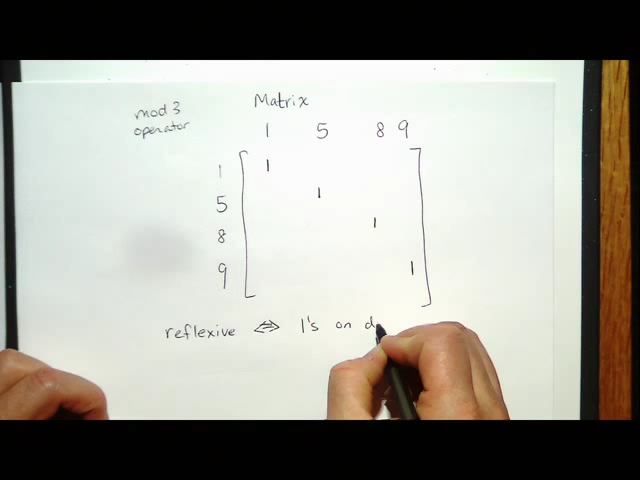 mod 3 Matrix
operator
1 5 8 9
1 1
5 1
8 1
9 1
reflexive ⇔ 1's on d